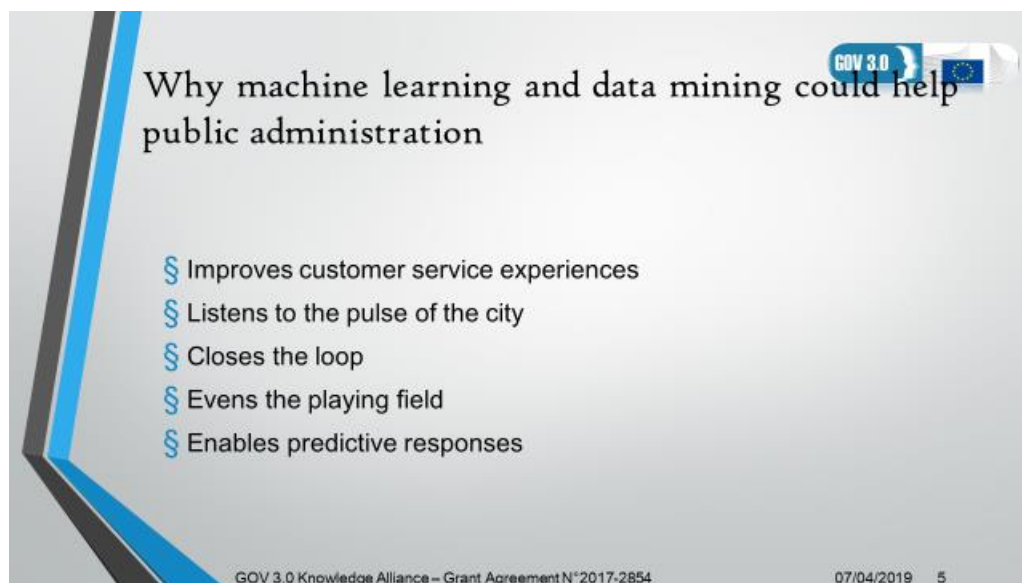 GOV 3.0
Why machine learning and data mining could help
public administration
§ Improves customer service experiences
§ Listens to the pulse of the city
§ Closes the loop
§ Evens the playing field
§ Enables predictive responses
GOV 3.0 Knowledge Alliance – Grant Agreement N°2017-2854 07/04/2019 5